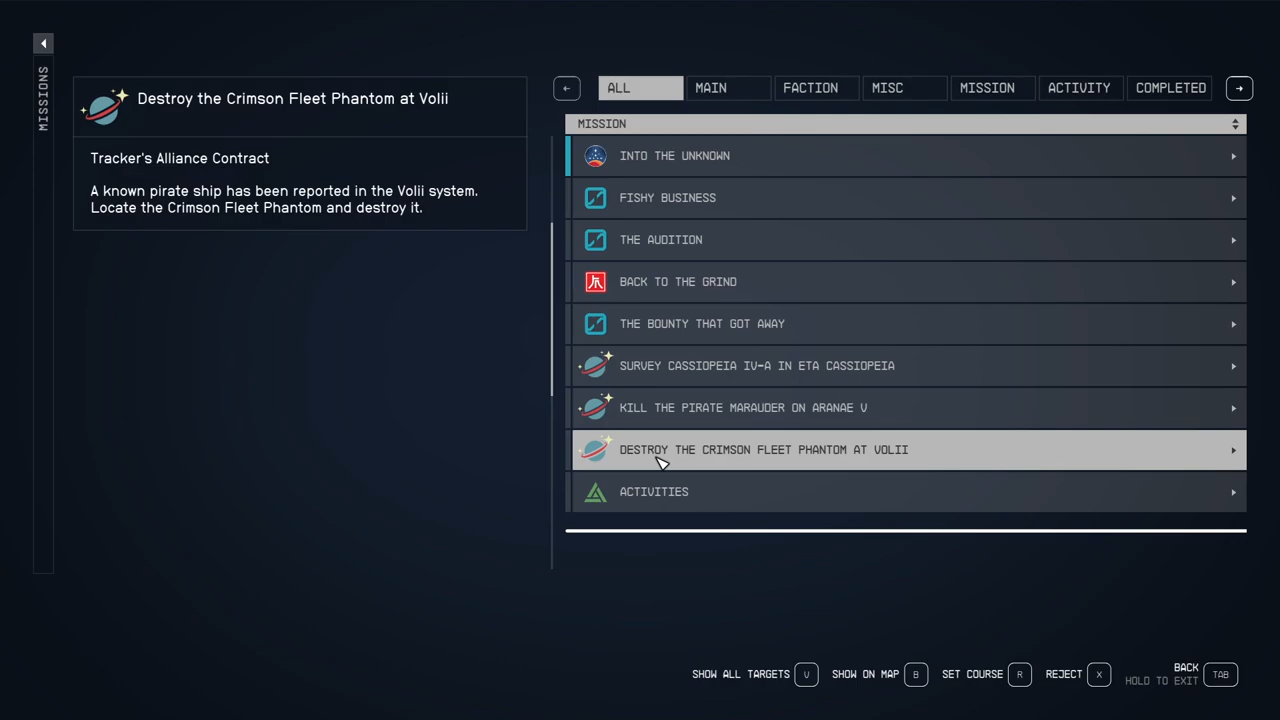 MISSIONS
Destroy the Crimson Fleet Phantom at Volii
Tracker's Alliance Contract
A known pirate ship has been reported in the Volii system.
Locate the Crimson Fleet Phantom and destroy it.
ALL MAIN FACTION MISC MISSION ACTIVITY COMPLETED
MISSION
INTO THE UNKNOWN
FISHY BUSINESS
THE AUDITION
BACK TO THE GRIND
THE BOUNTY THAT GOT AWAY
SURVEY CASSIOPEIA IV-A IN ETA CASSIOPEIA
KILL THE PIRATE MARAUDER ON ARANAE V
DESTROY THE CRIMSON FLEET PHANTOM AT VOLII
ACTIVITIES
SHOW ALL TARGETS V SHOW ON MAP B SET COURSE R REJECT X BACK TAB
HOLD TO EXIT